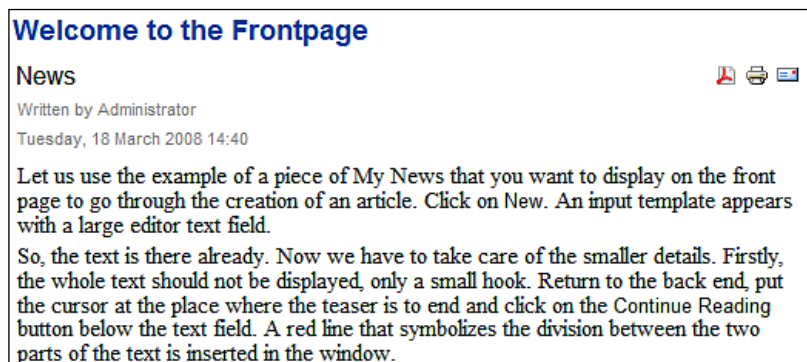 Welcome to the Frontpage
News
Written by Administrator
Tuesday, 18 March 2008 14:40
Let us use the example of a piece of My News that you want to display on the front
page to go through the creation of an article. Click on New. An input template appears
with a large editor text field.
So, the text is there already. Now we have to take care of the smaller details. Firstly,
the whole text should not be displayed, only a small hook. Return to the back end, put
the cursor at the place where the teaser is to end and click on the Continue Reading
button below the text field. A red line that symbolizes the division between the two
parts of the text is inserted in the window.